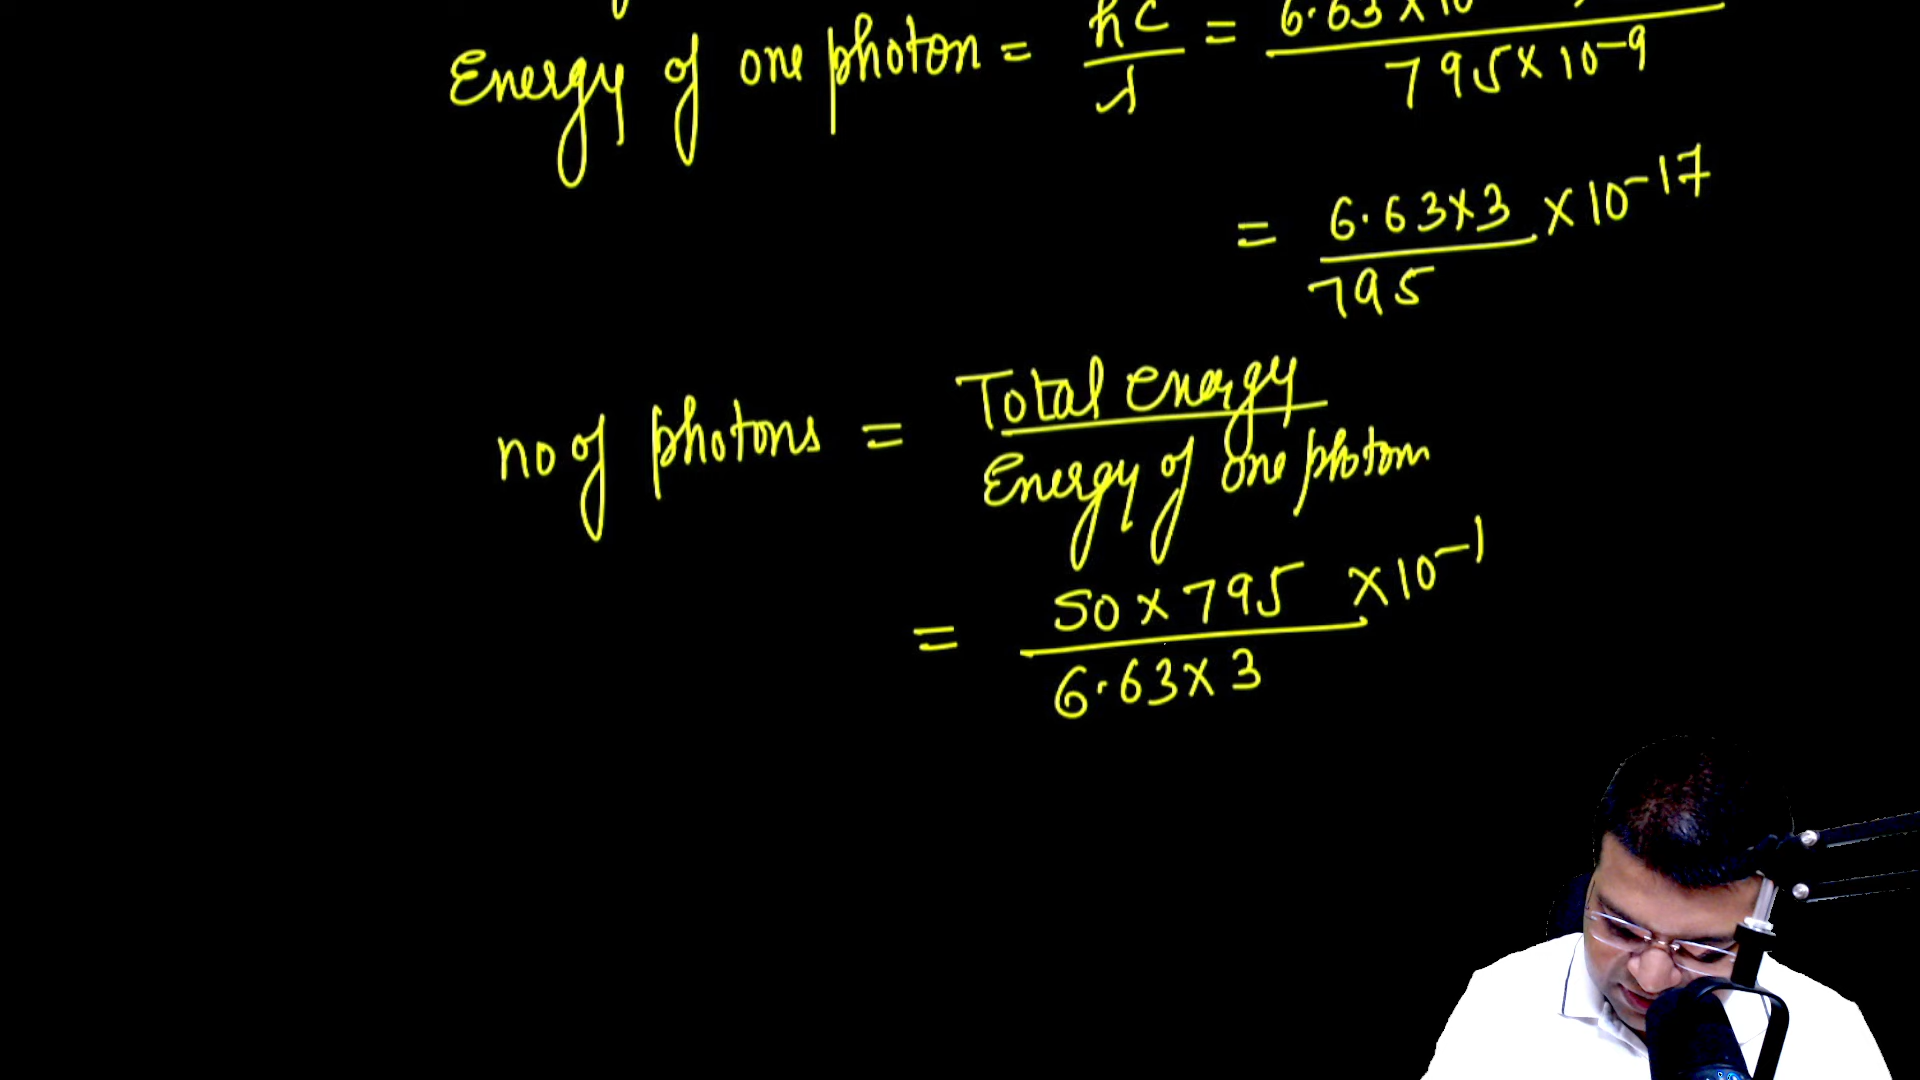 Energy of one photon = hc/λ = 6.63×10 / 795×10⁻⁹
= 6.63×3/795 ×10⁻¹⁷
no of photons = Total energy/Energy of one photon
= 50×795/6.63×3 ×10⁻¹